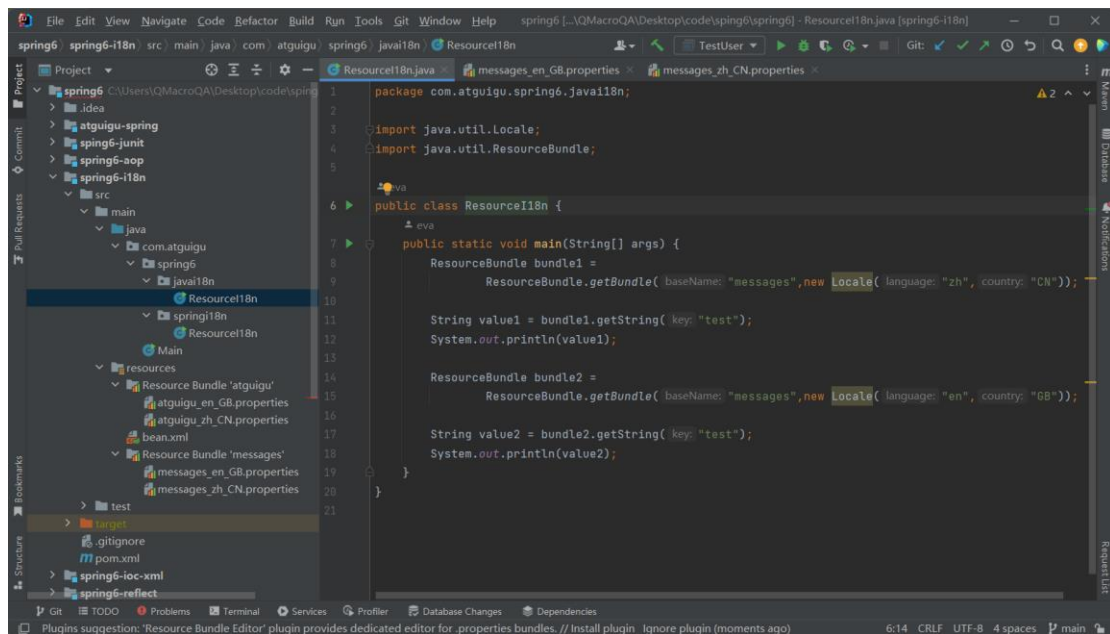 File Edit View Navigate Code Refactor Build Run Tools Git Window Help spring6 [...\QMacroQA\Desktop\code\sping6\spring6] - ResourceI18n.java [spring6-i18n]
spring6 spring6-i18n src main java com atguigu spring6 javai18n ResourceI18n TestUser Git:
Project ResourceI18n.java messages_en_GB.properties messages_zh_CN.properties
Project
Commit
Pull Requests
Bookmarks
Structure
spring6 C:\Users\QMacroQA\Desktop\code\sping
.idea
atguigu-spring
sping6-junit
spring6-aop
spring6-i18n
src
main
java
com.atguigu
spring6
javai18n
ResourceI18n
springi18n
ResourceI18n
Main
resources
Resource Bundle 'atguigu'
atguigu_en_GB.properties
atguigu_zh_CN.properties
bean.xml
Resource Bundle 'messages'
messages_en_GB.properties
messages_zh_CN.properties
test
target
.gitignore
pom.xml
spring6-ioc-xml
spring6-reflect
1 package com.atguigu.spring6.javai18n;
2
3 import java.util.Locale;
4 import java.util.ResourceBundle;
5
eva
6 public class ResourceI18n {
eva
7 public static void main(String[] args) {
8 ResourceBundle bundle1 =
9 ResourceBundle.getBundle( baseName: "messages",new Locale( language: "zh", country: "CN"));
10
11 String value1 = bundle1.getString( key: "test");
12 System.out.println(value1);
13
14 ResourceBundle bundle2 =
15 ResourceBundle.getBundle( baseName: "messages",new Locale( language: "en", country: "GB"));
16
17 String value2 = bundle2.getString( key: "test");
18 System.out.println(value2);
19 }
20 }
21
2
m
Maven
Database
Notifications
Request List
Git TODO Problems Terminal Services Profiler Database Changes Dependencies
Plugins suggestion: 'Resource Bundle Editor' plugin provides dedicated editor for .properties bundles. // Install plugin Ignore plugin (moments ago) 6:14 CRLF UTF-8 4 spaces main